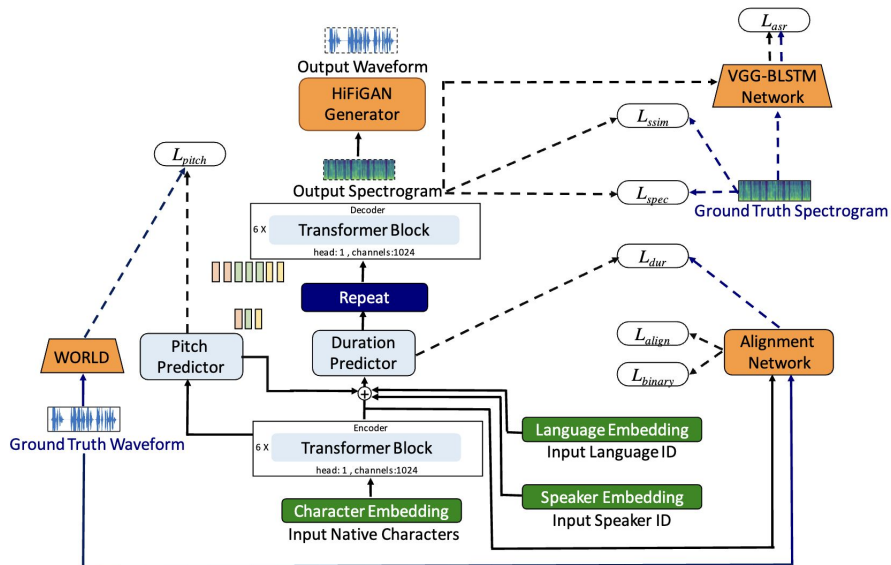 L_asr
VGG-BLSTM
Network
Output Waveform
HiFiGAN
Generator
L_ssim
L_pitch
Output Spectrogram
L_spec
Ground Truth Spectrogram
Decoder
6 X
Transformer Block
head: 1 , channels:1024
L_dur
Repeat
WORLD
Pitch
Predictor
Duration
Predictor
L_align
L_binary
Alignment
Network
+
Ground Truth Waveform
Encoder
6 X
Transformer Block
head: 1 , channels:1024
Language Embedding
Input Language ID
Speaker Embedding
Input Speaker ID
Character Embedding
Input Native Characters